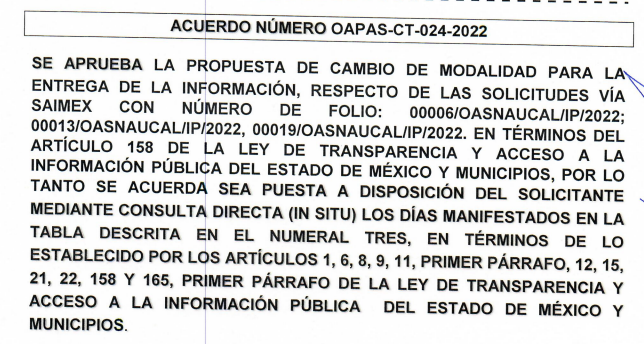 ACUERDO NÚMERO OAPAS-CT-024-2022
SE APRUEBA LA PROPUESTA DE CAMBIO DE MODALIDAD PARA LA
ENTREGA DE LA INFORMACIÓN, RESPECTO DE LAS SOLICITUDES VÍA
SAIMEX CON NÚMERO DE FOLIO: 00006/OASNAUCAL/IP/2022;
00013/OASNAUCAL/IP/2022, 00019/OASNAUCAL/IP/2022. EN TÉRMINOS DEL
ARTÍCULO 158 DE LA LEY DE TRANSPARENCIA Y ACCESO A LA
INFORMACIÓN PÚBLICA DEL ESTADO DE MÉXICO Y MUNICIPIOS, POR LO
TANTO SE ACUERDA SEA PUESTA A DISPOSICIÓN DEL SOLICITANTE
MEDIANTE CONSULTA DIRECTA (IN SITU) LOS DÍAS MANIFESTADOS EN LA
TABLA DESCRITA EN EL NUMERAL TRES, EN TÉRMINOS DE LO
ESTABLECIDO POR LOS ARTÍCULOS 1, 6, 8, 9, 11, PRIMER PÁRRAFO, 12, 15,
21, 22, 158 Y 165, PRIMER PÁRRAFO DE LA LEY DE TRANSPARENCIA Y
ACCESO A LA INFORMACIÓN PÚBLICA DEL ESTADO DE MÉXICO Y
MUNICIPIOS.